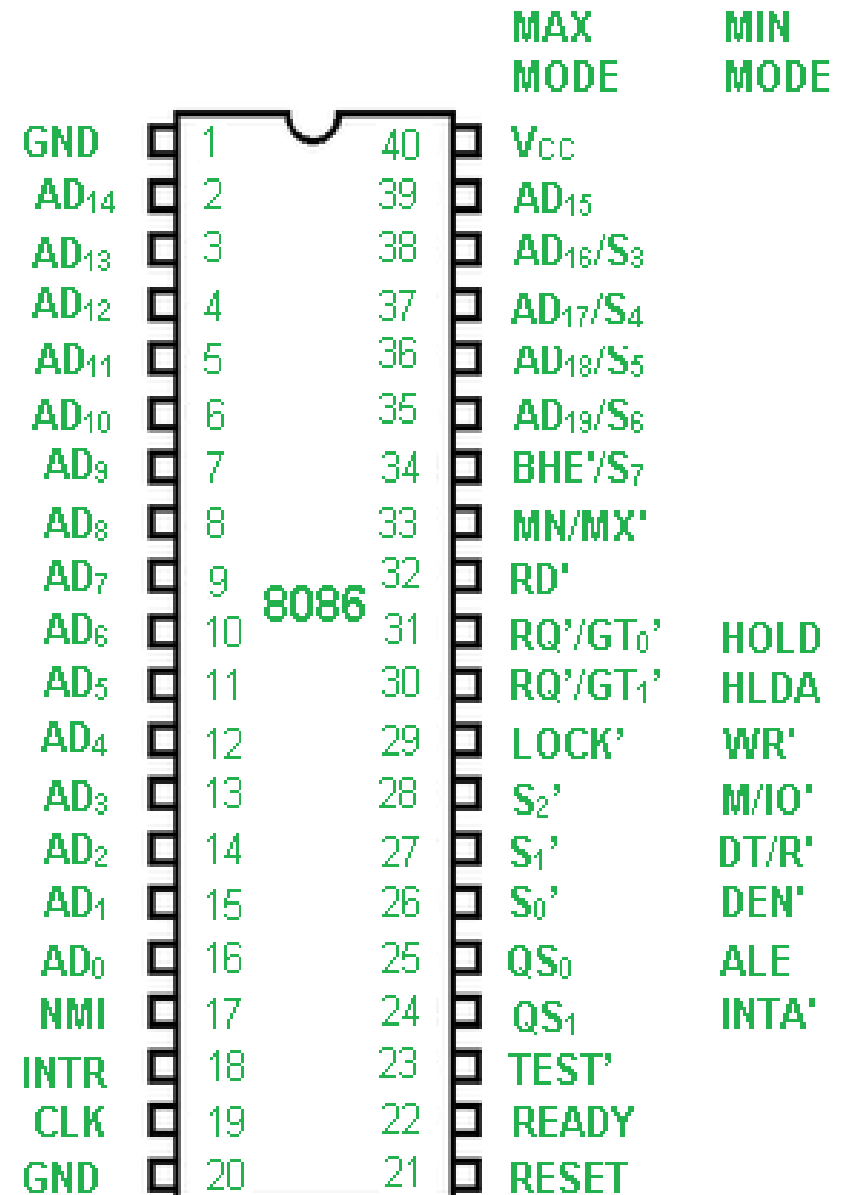 MAX MIN
MODE MODE
GND 1 40 VCC
AD14 2 39 AD15
AD13 3 38 AD16/S3
AD12 4 37 AD17/S4
AD11 5 36 AD18/S5
AD10 6 35 AD19/S6
AD9 7 34 BHE'/S7
AD8 8 33 MN/MX'
AD7 9 32 RD'
8086
AD6 10 31 RQ’/GT0’ HOLD
AD5 11 30 RQ’/GT1’ HLDA
AD4 12 29 LOCK’ WR'
AD3 13 28 S2’ M/IO'
AD2 14 27 S1’ DT/R'
AD1 15 26 S0’ DEN'
AD0 16 25 QS0 ALE
NMI 17 24 QS1 INTA'
INTR 18 23 TEST’
CLK 19 22 READY
GND 20 21 RESET